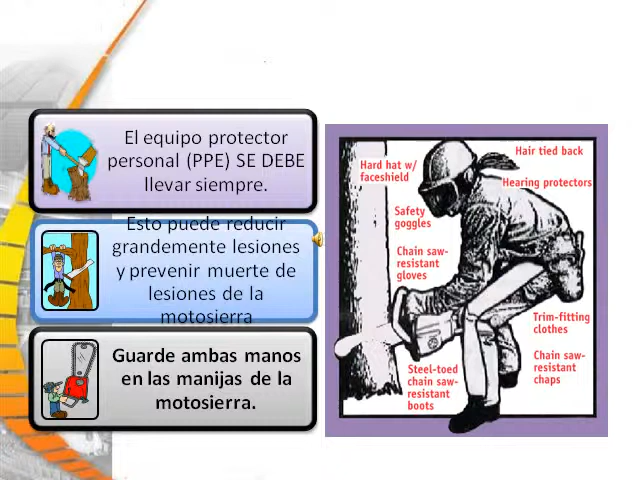 El equipo protector
personal (PPE) SE DEBE
llevar siempre.
Esto puede reducir
grandemente lesiones
y prevenir muerte de
lesiones de la
motosierra
Guarde ambas manos
en las manijas de la
motosierra.
Hair tied back
Hard hat w/
faceshield
Hearing protectors
Safety
goggles
Chain saw-
resistant
gloves
Trim-fitting
clothes
Chain saw-
resistant
chaps
Steel-toed
chain saw-
resistant
boots